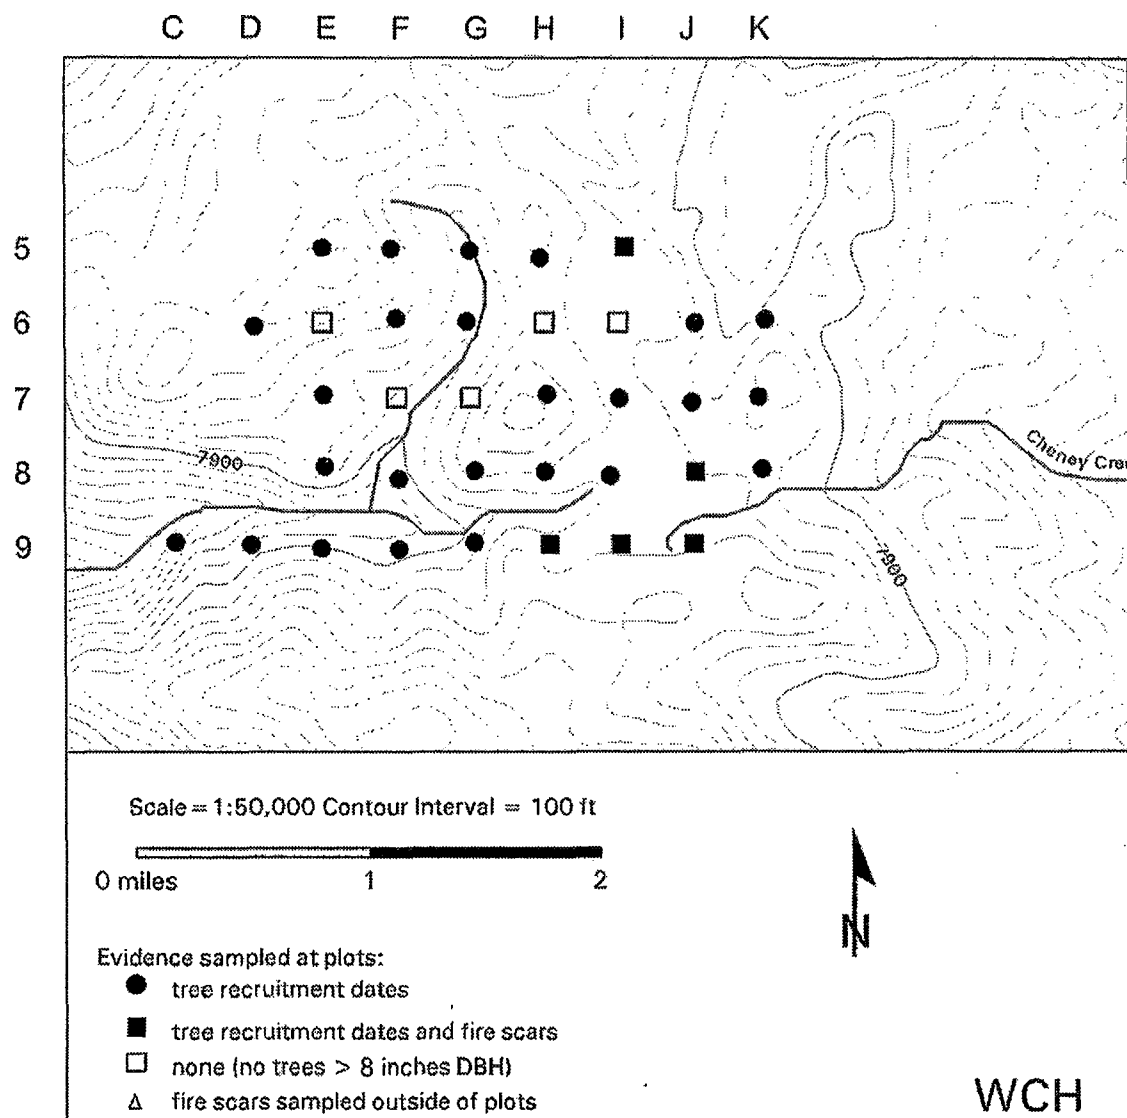 C D E F G H I J K
5
6
7
7900
8
Cheney Cree
9
7900
Scale = 1:50,000 Contour Interval = 100 ft
0 miles 1 2
N
Evidence sampled at plots:
tree recruitment dates
tree recruitment dates and fire scars
none (no trees > 8 inches DBH)
fire scars sampled outside of plots
WCH